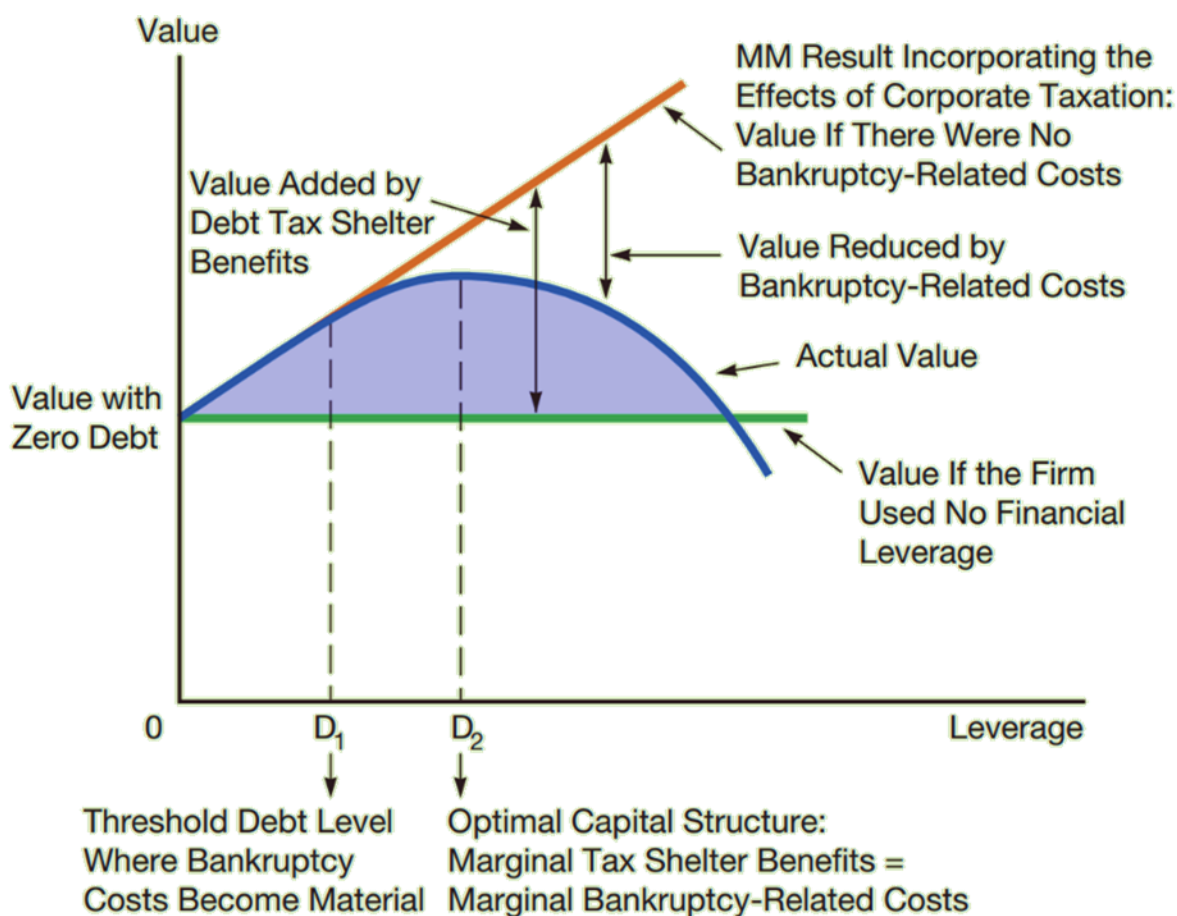 Value
MM Result Incorporating the
Effects of Corporate Taxation:
Value If There Were No
Bankruptcy-Related Costs
Value Added by
Debt Tax Shelter
Benefits
Value Reduced by
Bankruptcy-Related Costs
Actual Value
Value with
Zero Debt
Value If the Firm
Used No Financial
Leverage
0
D1
D2
Leverage
Threshold Debt Level
Where Bankruptcy
Costs Become Material
Optimal Capital Structure:
Marginal Tax Shelter Benefits =
Marginal Bankruptcy-Related Costs